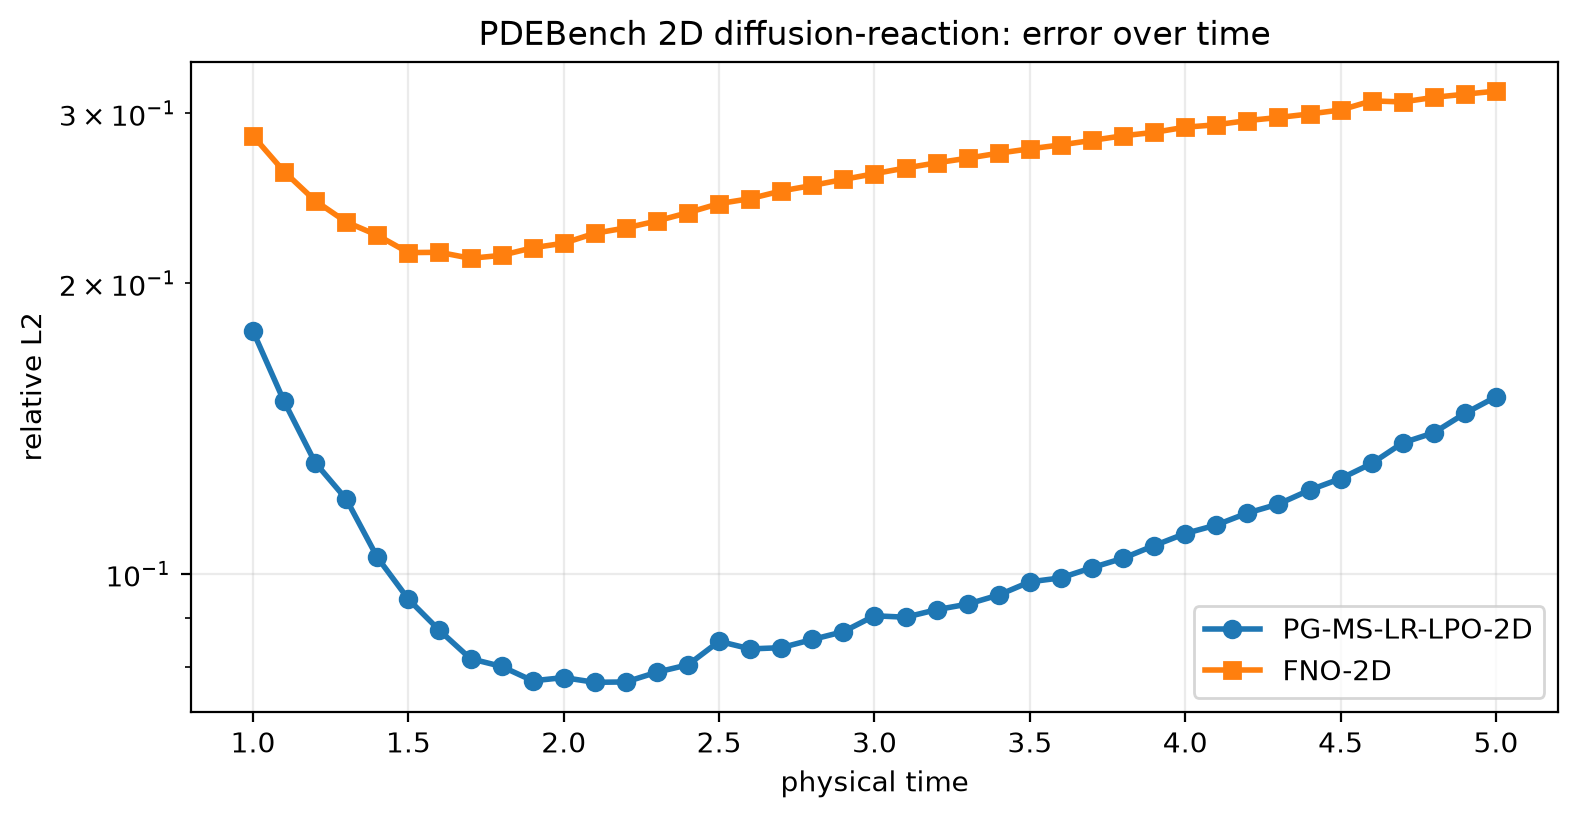 PDEBench 2D diffusion-reaction: error over time
3 × 10⁻¹
2 × 10⁻¹
10⁻¹
relative L2
1.0 1.5 2.0 2.5 3.0 3.5 4.0 4.5 5.0
physical time
PG-MS-LR-LPO-2D
FNO-2D